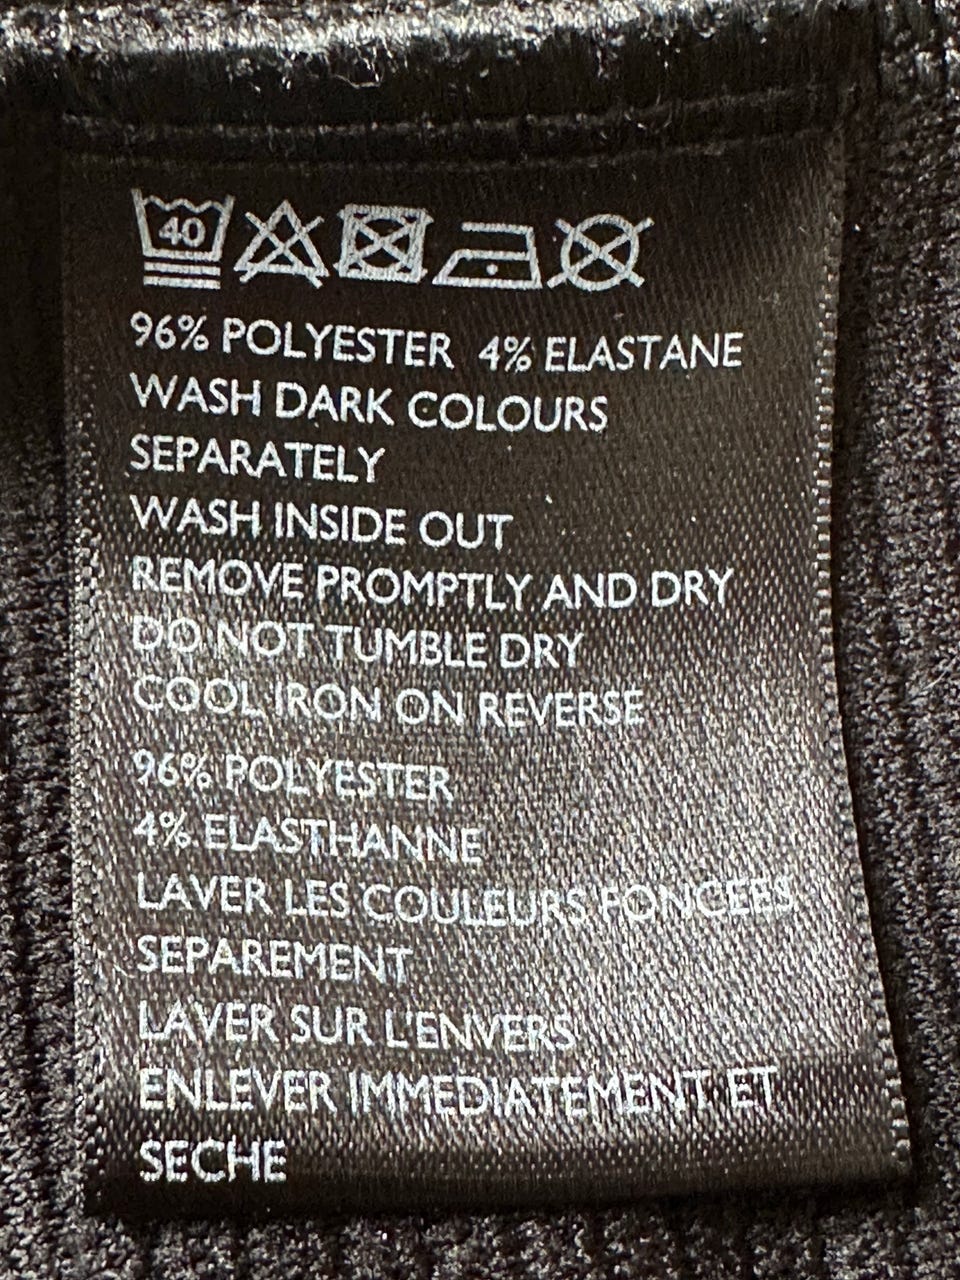 40
96% POLYESTER 4% ELASTANE
WASH DARK COLOURS
SEPARATELY
WASH INSIDE OUT
REMOVE PROMPTLY AND DRY
DO NOT TUMBLE DRY
COOL IRON ON REVERSE
96% POLYESTER
4% ELASTHANNE
LAVER LES COULEURS FONCEES
SEPAREMENT
LAVER SUR L'ENVERS
ENLEVER IMMEDIATEMENT ET
SECHE